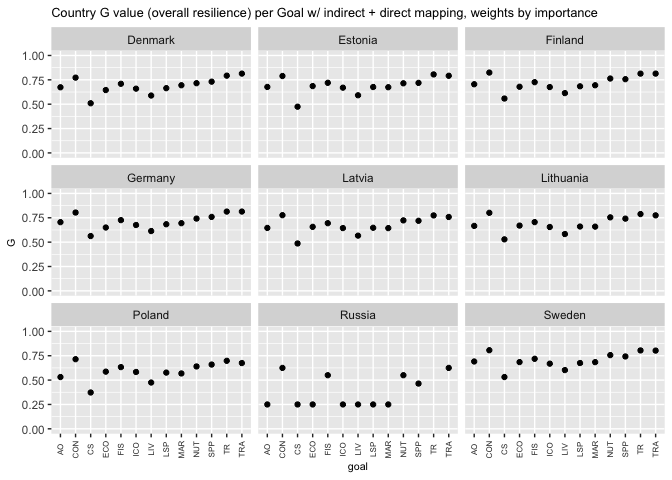 Country G value (overall resilience) per Goal w/ indirect + direct mapping, weights by importance
Denmark Estonia Finland
1.00
0.75
0.50
0.25
0.00
Germany Latvia Lithuania
1.00
0.75
0.50
0.25
0.00
G
Poland Russia Sweden
1.00
0.75
0.50
0.25
0.00
AO CON CS ECO FIS ICO LIV LSP MAR NUT SPP TR TRA AO CON CS ECO FIS ICO LIV LSP MAR NUT SPP TR TRA AO CON CS ECO FIS ICO LIV LSP MAR NUT SPP TR TRA
goal